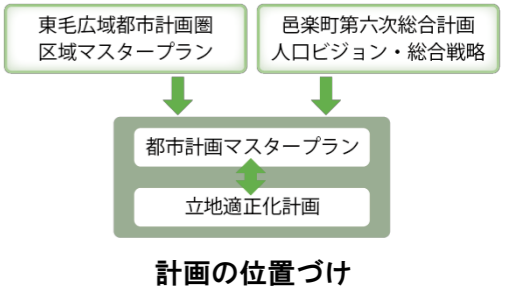 東毛広域都市計画圏
区域マスタープラン
邑楽町第六次総合計画
人口ビジョン・総合戦略
都市計画マスタープラン
立地適正化計画
計画の位置づけ